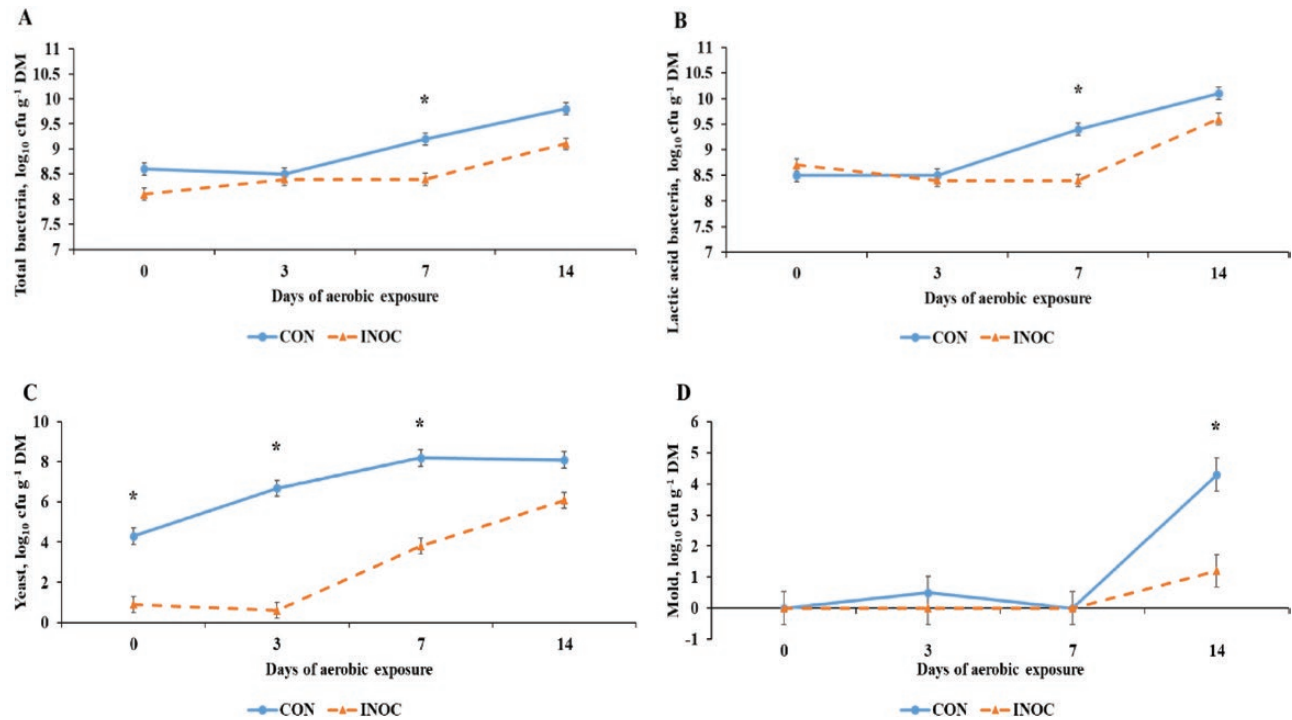 A
Total bacteria, log₁₀ cfu g⁻¹ DM
11
10.5
10
9.5
9
8.5
8
7.5
7
*
0 3 7 14
Days of aerobic exposure
CON INOC
B
Lactic acid bacteria, log₁₀ cfu g⁻¹ DM
11
10.5
10
9.5
9
8.5
8
7.5
7
*
0 3 7 14
Days of aerobic exposure
CON INOC
C
Yeast, log₁₀ cfu g⁻¹ DM
10
8
6
4
2
0
* * *
0 3 7 14
Days of aerobic exposure
CON INOC
D
Mold, log₁₀ cfu g⁻¹ DM
6
5
4
3
2
1
0
-1
*
0 3 7 14
Days of aerobic exposure
CON INOC